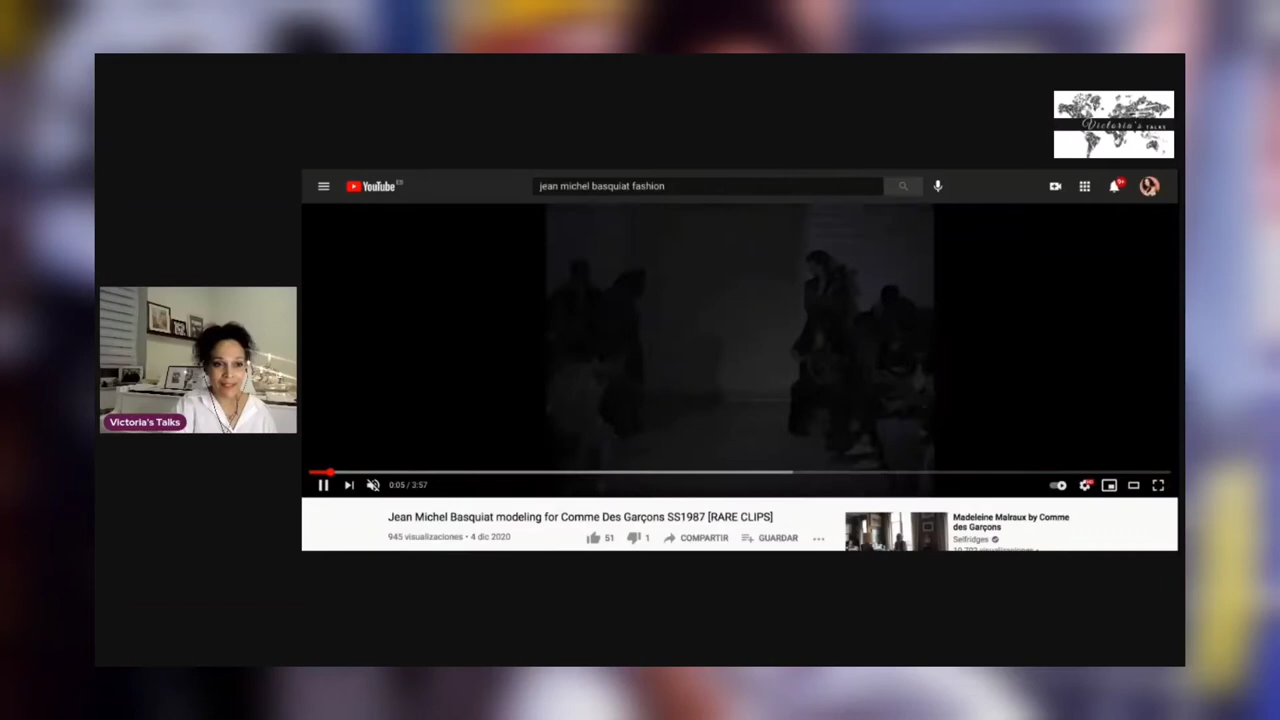 Victoria's TALKS
YouTube ES
jean michel basquiat fashion
9+
Victoria's Talks
0:05 / 3:57
Jean Michel Basquiat modeling for Comme Des Garçons SS1987 [RARE CLIPS]
945 visualizaciones • 4 dic 2020
51
1
COMPARTIR
GUARDAR
Madeleine Malraux by Comme
des Garçons
Selfridges